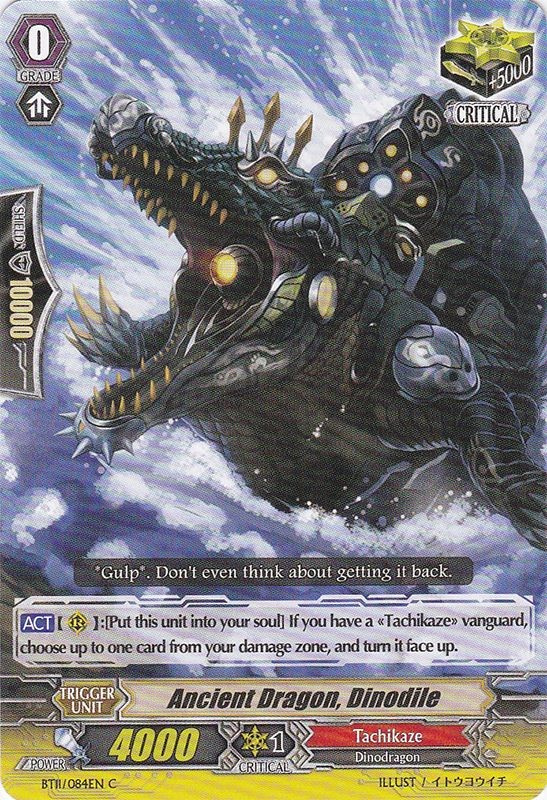 0
GRADE
+5000
CRITICAL
SHIELD
10000
*Gulp*. Don't even think about getting it back.
ACT【 R 】:[Put this unit into your soul] If you have a «Tachikaze» vanguard,
choose up to one card from your damage zone, and turn it face up.
TRIGGER
UNIT
Ancient Dragon, Dinodile
POWER
4000
1
CRITICAL
Tachikaze
Dinodragon
BT11/084EN C
ILLUST / イトウヨウイチ